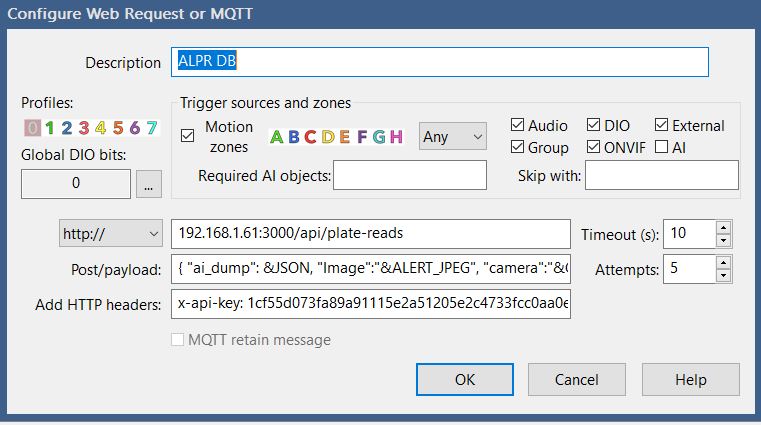 Configure Web Request or MQTT
Description ALPR DB
Profiles:
0 1 2 3 4 5 6 7
Global DIO bits:
0 ...
Trigger sources and zones
Motion zones A B C D E F G H Any
Audio DIO External
Group ONVIF AI
Required AI objects: Skip with:
http:// 192.168.1.61:3000/api/plate-reads Timeout (s): 10
Post/payload: { "ai_dump": &JSON, "Image":"&ALERT_JPEG", "camera":"& Attempts: 5
Add HTTP headers: x-api-key: 1cf55d073fa89a91115e2a51205e2c4733fcc0aa0e
MQTT retain message
OK Cancel Help